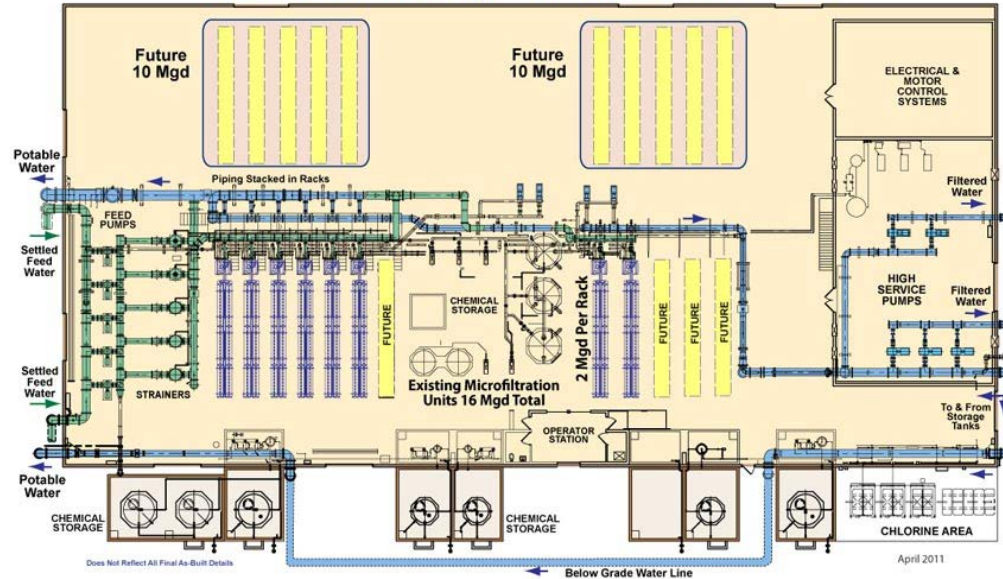 Future
10 Mgd
Future
10 Mgd
ELECTRICAL &
MOTOR
CONTROL
SYSTEMS
Potable
Water
Piping Stacked in Racks
FEED
PUMPS
Filtered
Water
Settled
Feed
Water
CHEMICAL
STORAGE
HIGH
SERVICE
PUMPS
Filtered
Water
FUTURE
2 Mgd Per Rack
FUTURE
FUTURE
FUTURE
Settled
Feed
Water
STRAINERS
Existing Microfiltration
Units 16 Mgd Total
OPERATOR
STATION
To & From
Storage
Tanks
Potable
Water
CHEMICAL
STORAGE
CHEMICAL
STORAGE
CHLORINE AREA
Does Not Reflect All Final As-Built Details
Below Grade Water Line
April 2011